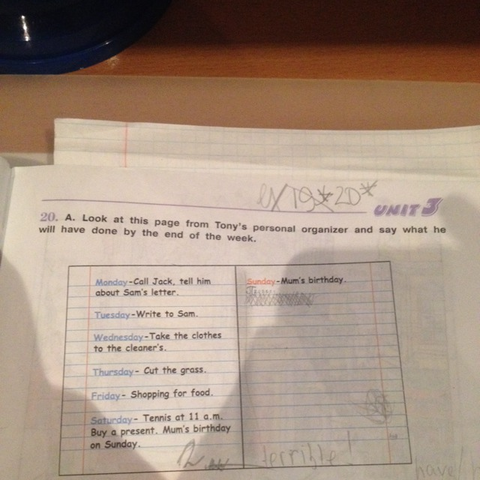 UNIT 3
20. A. Look at this page from Tony's personal organizer and say what he
will have done by the end of the week.
Monday-Call Jack, tell him
about Sam's letter.
Tuesday-Write to Sam.
Wednesday-Take the clothes
to the cleaner's.
Thursday- Cut the grass.
Friday- Shopping for food.
Saturday- Tennis at 11 a.m.
Buy a present. Mum's birthday
on Sunday.
Sunday-Mum's birthday.
terrible!
have